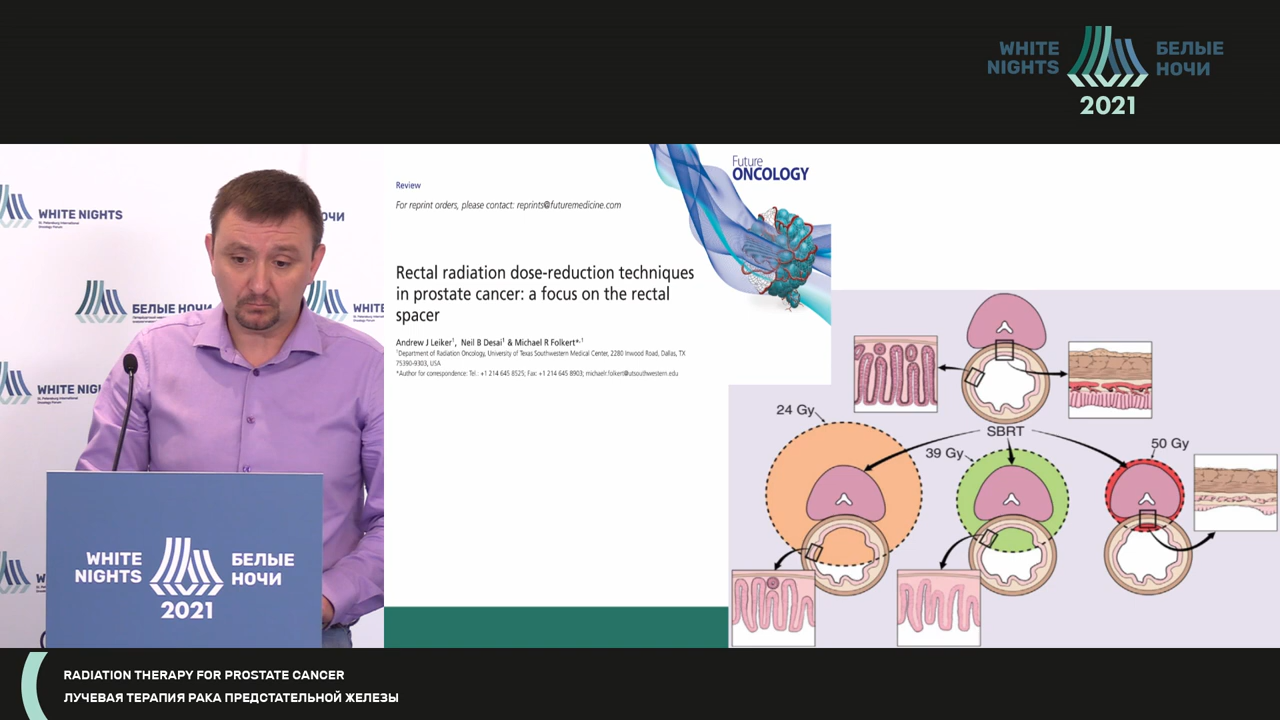 WHITE
NIGHTS
БЕЛЫЕ
НОЧИ
2021
WHITE NIGHTS
БЕЛЫЕ НОЧИ
WHITE
WHITE NIG
ОЧИ
WHITE
NIGHTS
БЕЛЫЕ
НОЧИ
2021
Review
For reprint orders, please contact: reprints@futuremedicine.com
Future
ONCOLOGY
Rectal radiation dose-reduction techniques
in prostate cancer: a focus on the rectal
spacer
Andrew J Leiker¹, Neil B Desai¹ & Michael R Folkert*,¹
¹Department of Radiation Oncology, University of Texas Southwestern Medical Center, 2280 Inwood Road, Dallas, TX
75390-9303, USA
*Author for correspondence: Tel.: +1 214 645 8525; Fax: +1 214 645 8903; michaelr.folkert@utsouthwestern.edu
24 Gy
SBRT
39 Gy
50 Gy
RADIATION THERAPY FOR PROSTATE CANCER
ЛУЧЕВАЯ ТЕРАПИЯ РАКА ПРЕДСТАТЕЛЬНОЙ ЖЕЛЕЗЫ